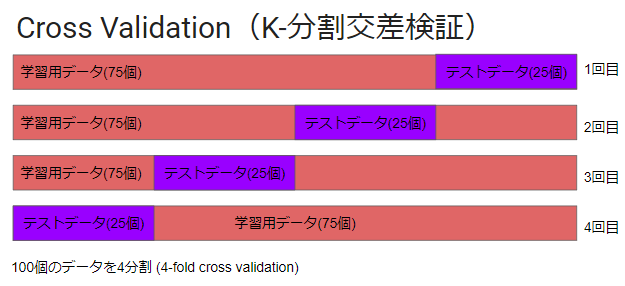 Cross Validation（K-分割交差検証）
学習用データ(75個) テストデータ(25個) 1回目
学習用データ(75個) テストデータ(25個) 2回目
学習用データ(75個) テストデータ(25個) 3回目
テストデータ(25個) 学習用データ(75個) 4回目
100個のデータを4分割 (4-fold cross validation)